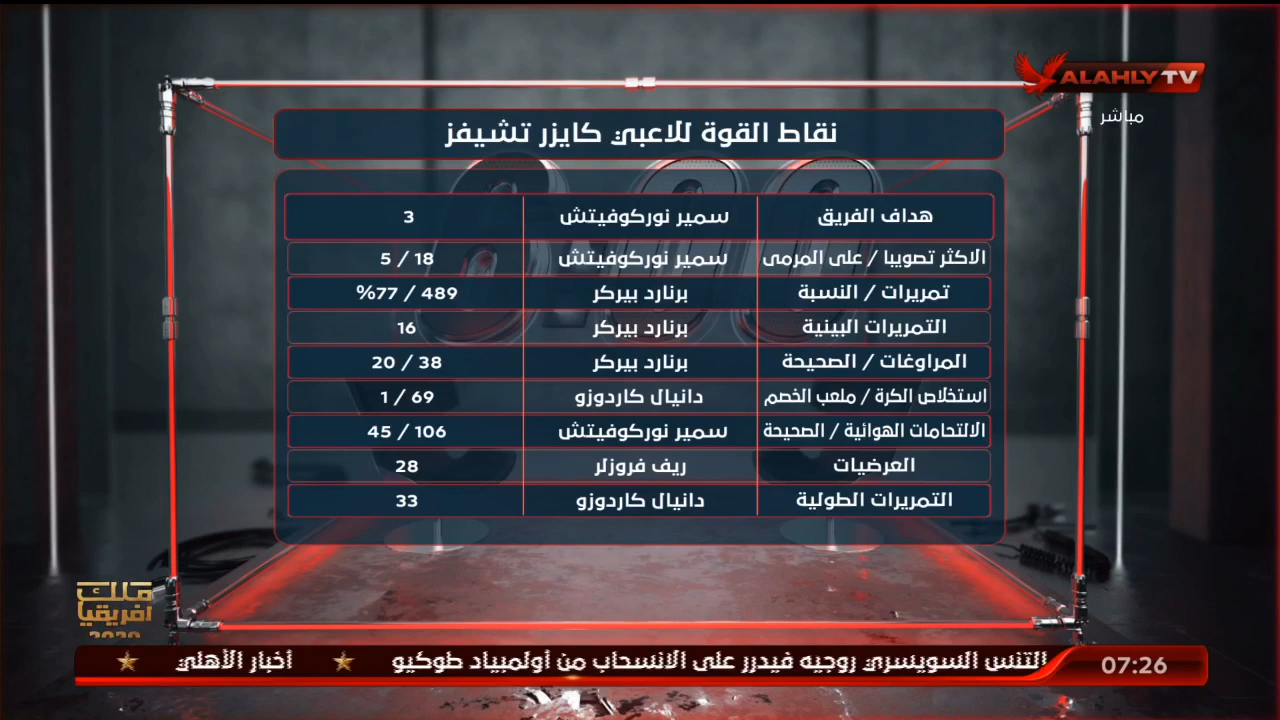 ALAHLY TV
مباشر
نقاط القوة للاعبي كايزر تشيفز
هداف الفريق سمير نوركوفيتش 3
الاكثر تصويبا / على المرمى سمير نوركوفيتش 18 / 5
تمريرات / النسبة برنارد بيركر 489 / 77%
التمريرات البينية برنارد بيركر 16
المراوغات / الصحيحة برنارد بيركر 38 / 20
استخلاص الكرة / ملعب الخصم دانيال كاردوزو 69 / 1
الالتحامات الهوائية / الصحيحة سمير نوركوفيتش 106 / 45
العرضيات ريف فروزلر 28
التمريرات الطولية دانيال كاردوزو 33
ملك
افريقيا
2020
التنس السويسري روجيه فيدرر على الانسحاب من أولمبياد طوكيو
أخبار الأهلي
07:26